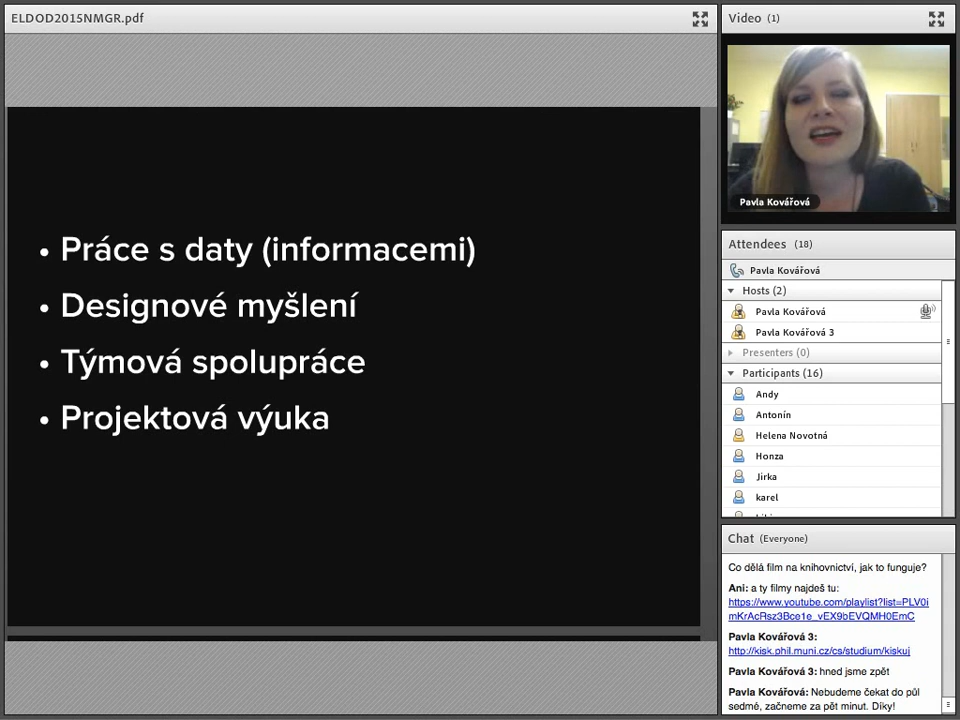 ELDOD2015NMGR.pdf
• Práce s daty (informacemi)
• Designové myšlení
• Týmová spolupráce
• Projektová výuka
Video (1)
Pavla Kovářová
Attendees (18)
Pavla Kovářová
Hosts (2)
Pavla Kovářová
Pavla Kovářová 3
Presenters (0)
Participants (16)
Andy
Antonín
Helena Novotná
Honza
Jirka
karel
Chat (Everyone)
Co dělá film na knihovnictví, jak to funguje?
Ani: a ty filmy najdeš tu:
https://www.youtube.com/playlist?list=PLV0i
mKrAcRsz3Bce1e_vEX9bEVQMH0EmC
Pavla Kovářová 3:
http://kisk.phil.muni.cz/cs/studium/kiskuj
Pavla Kovářová 3: hned jsme zpět
Pavla Kovářová: Nebudeme čekat do půl
sedmé, začneme za pět minut. Díky!